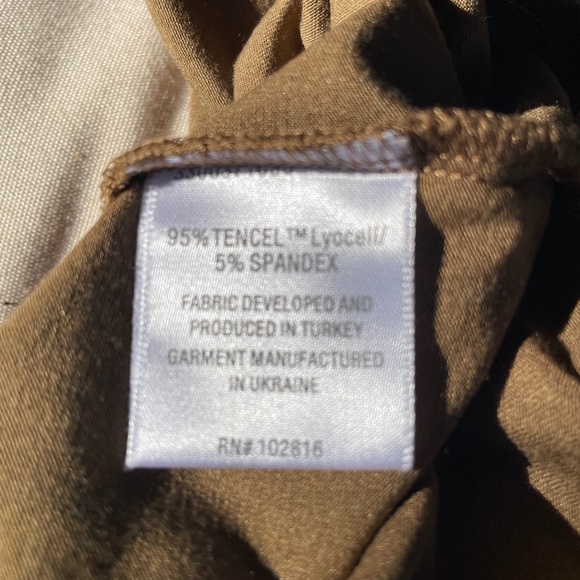 95% TENCEL™ Lyocell/
5% SPANDEX
FABRIC DEVELOPED AND
PRODUCED IN TURKEY
GARMENT MANUFACTURED
IN UKRAINE
RN# 102816